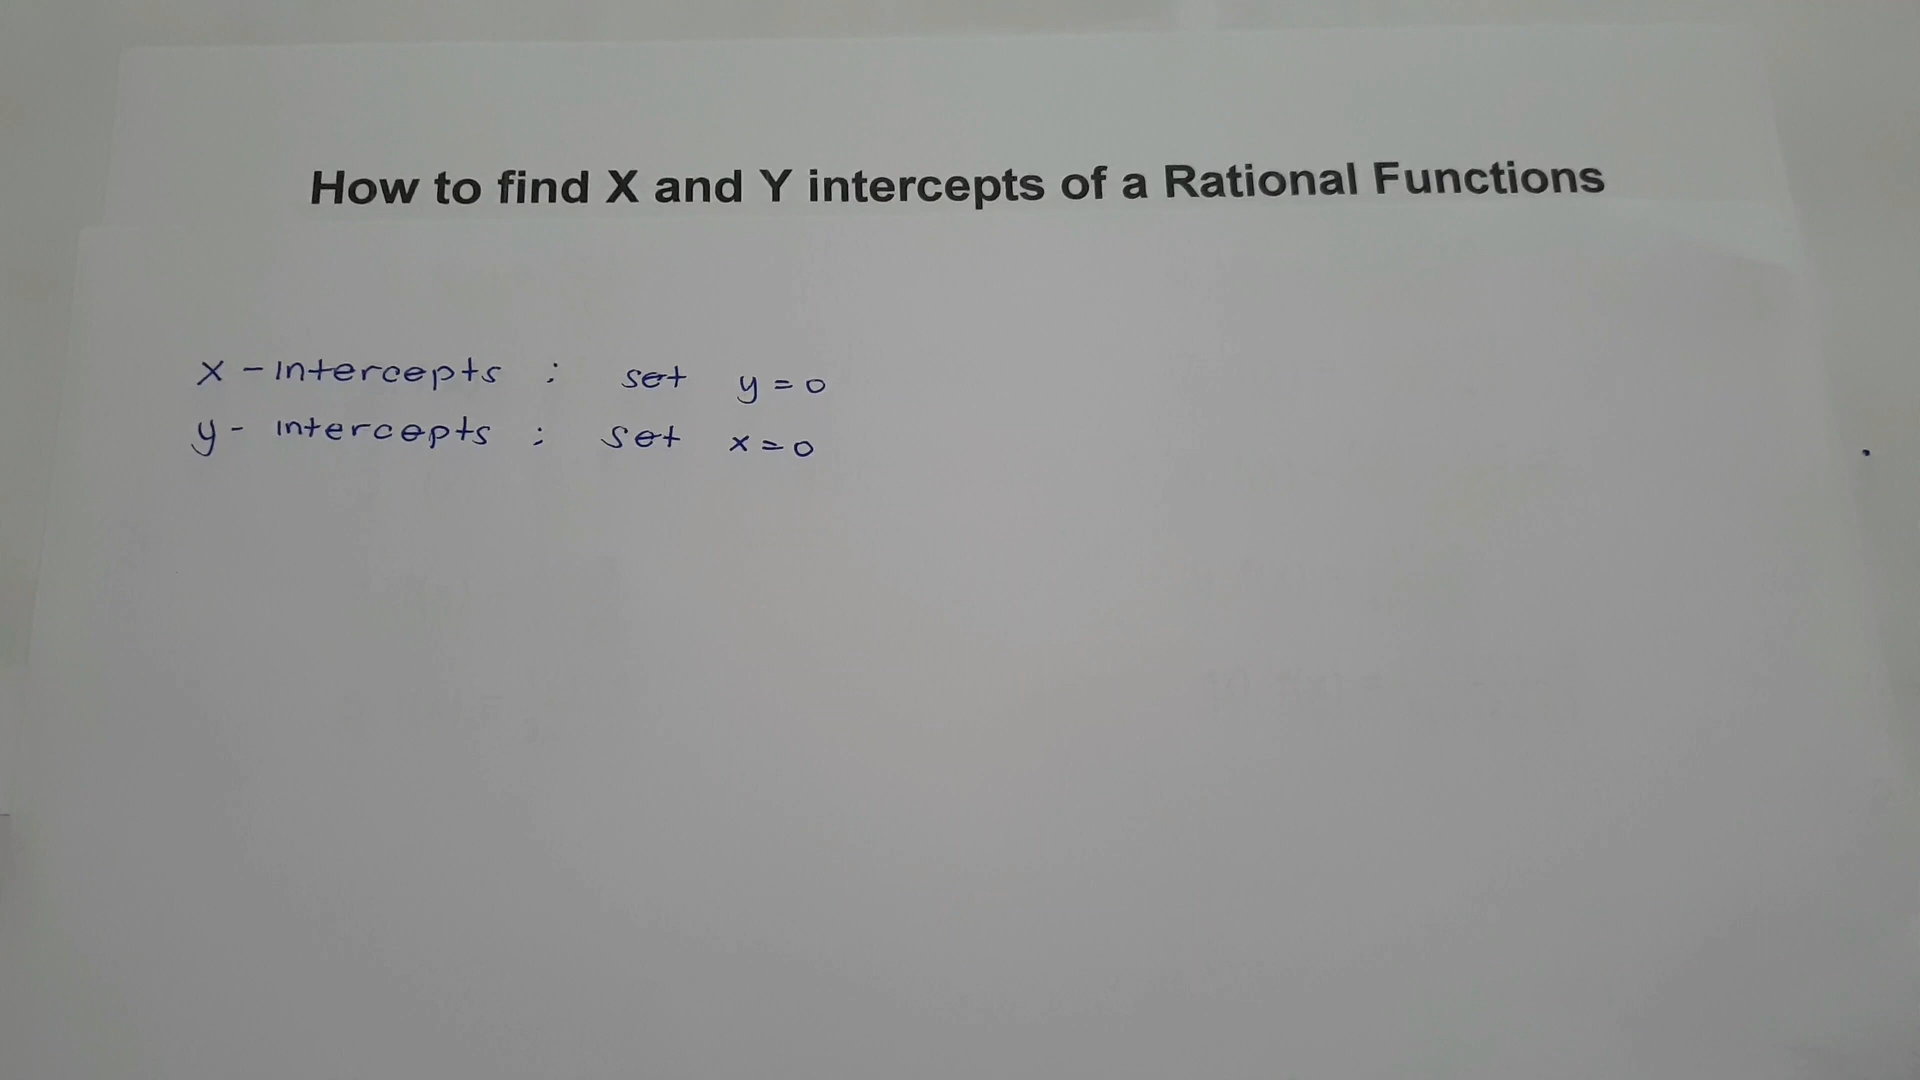 How to find X and Y intercepts of a Rational Functions
x - intercepts ; set y = 0
y - intercepts ; set x = 0